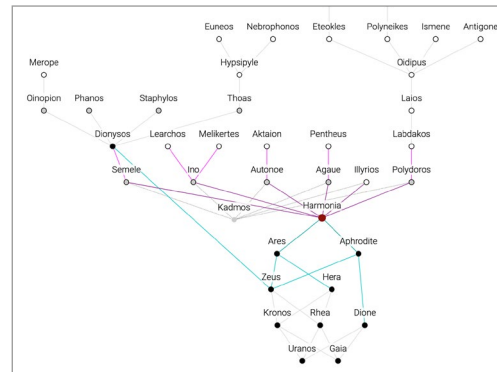 Euneos Nebrophonos Eteokles Polyneikes Ismene Antigone
Merope Hypsipyle Oidipus
Oinopion Phanos Staphylos Thoas Laios
Dionysos Learchos Melikertes Aktaion Pentheus Labdakos
Semele Ino Autonoe Agaue Illyrios Polydoros
Kadmos Harmonia
Ares Aphrodite
Zeus Hera
Kronos Rhea Dione
Uranos Gaia